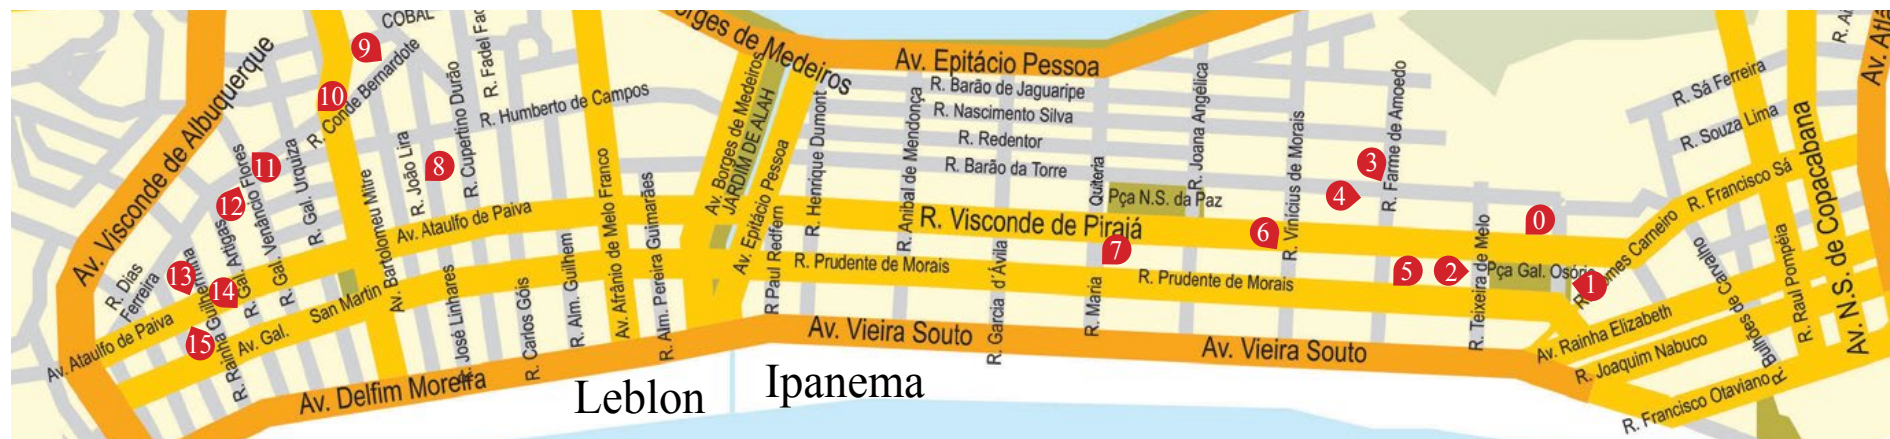 COBAL
9
10
R. Conde Bernardote
Av. Visconde de Albuquerque
11
12
R. Gal. Venâncio Flores
R. Gal. Urquiza
R. João Lira
8
R. Cupertino Durão
R. Fadel Fad
R. Humberto de Campos
Av. Bartolomeu Mitre
Av. Ataulfo de Paiva
R. Dias
Ferreira
13
14
R. Gal. Artigas
R. Rainha Guilhermina
15
Av. Ataulfo de Paiva
Av. Gal. San Martin
R. José Linhares
R. Carlos Góis
R. Alm. Guilhem
Av. Afrânio de Melo Franco
R. Alm. Pereira Guimarães
Av. Delfim Moreira
Leblon
orges de Medeiros
Av. Borges de Medeiros
JARDIM DE ALAH
Av. Epitácio Pessoa
R Paul Redfern
R. Henrique Dumont
R. Anibal de Mendonça
Av. Epitácio Pessoa
R. Barão de Jaguaripe
R. Nascimento Silva
R. Redentor
R. Barão da Torre
R. Visconde de Pirajá
R. Prudente de Morais
R. Prudente de Morais
R. Garcia d´Ávila
R. Maria
Quiteria
7
Pça N.S. da Paz
R. Joana Angélica
R. Vinícius de Morais
6
R. Farme de Amoedo
3
4
5
2
R. Teixeira de Melo
Pça Gal. Osório
0
1
Av. Vieira Souto
Av. Vieira Souto
Ipanema
R. Sá Ferreira
R. Souza Lima
R. Francisco Sá
R. Gomes Carneiro
R. Bulhões de Carvalho
R. Raul Pompéia
Av. N.S. de Copacabana
Av. Atlâ
Av. Rainha Elizabeth
R. Joaquim Nabuco
R. Francisco Otaviano